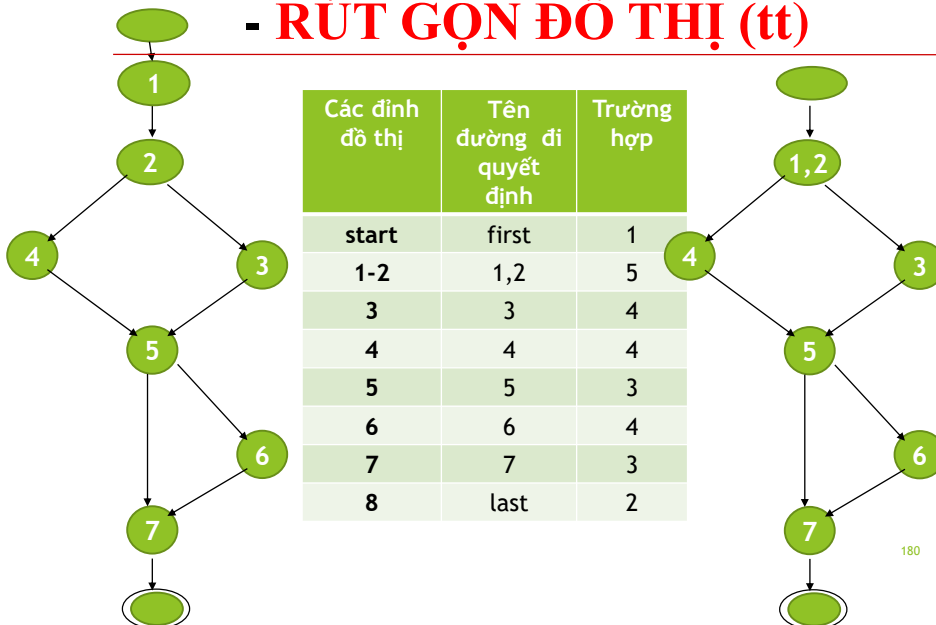 - RÚT GỌN ĐỒ THỊ (tt)
1
2
4
3
5
6
7
Các đỉnh
đồ thị
Tên
đường đi
quyết
định
Trường
hợp
start first 1
1-2 1,2 5
3 3 4
4 4 4
5 5 3
6 6 4
7 7 3
8 last 2
1,2
4
3
5
6
7
180